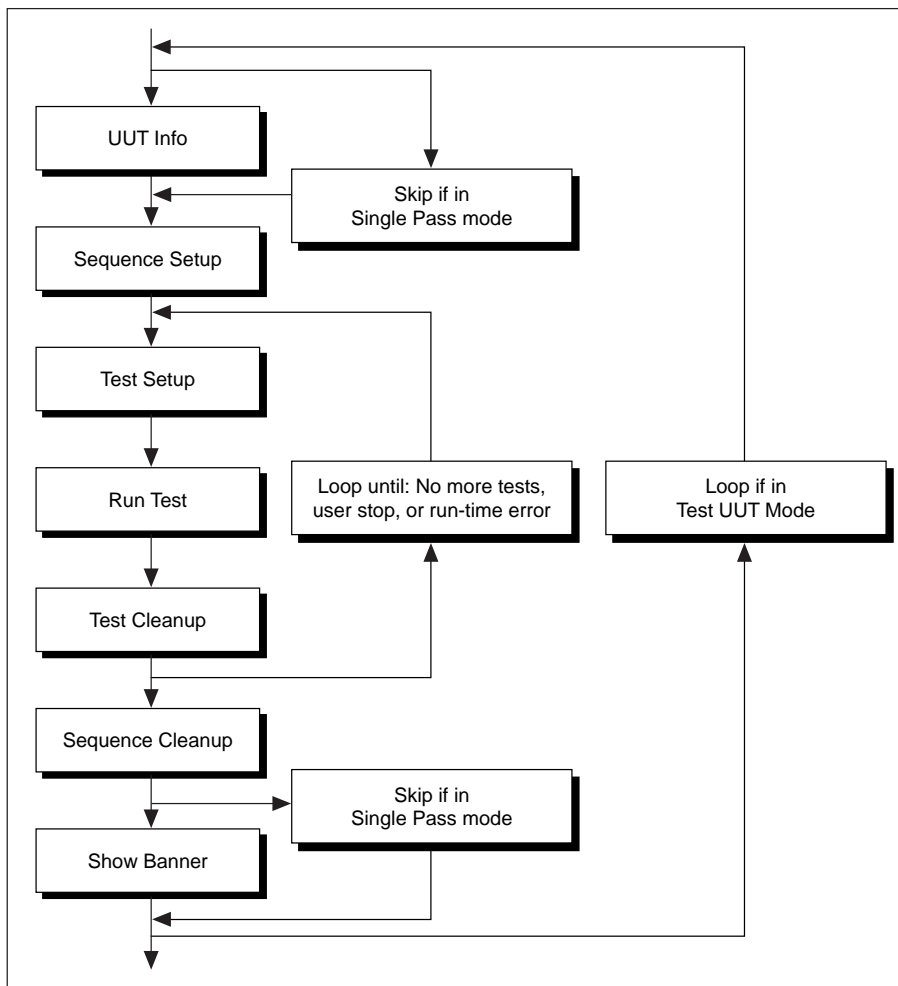 UUT Info
Skip if in
Single Pass mode
Sequence Setup
Test Setup
Run Test
Loop until: No more tests,
user stop, or run-time error
Loop if in
Test UUT Mode
Test Cleanup
Sequence Cleanup
Skip if in
Single Pass mode
Show Banner